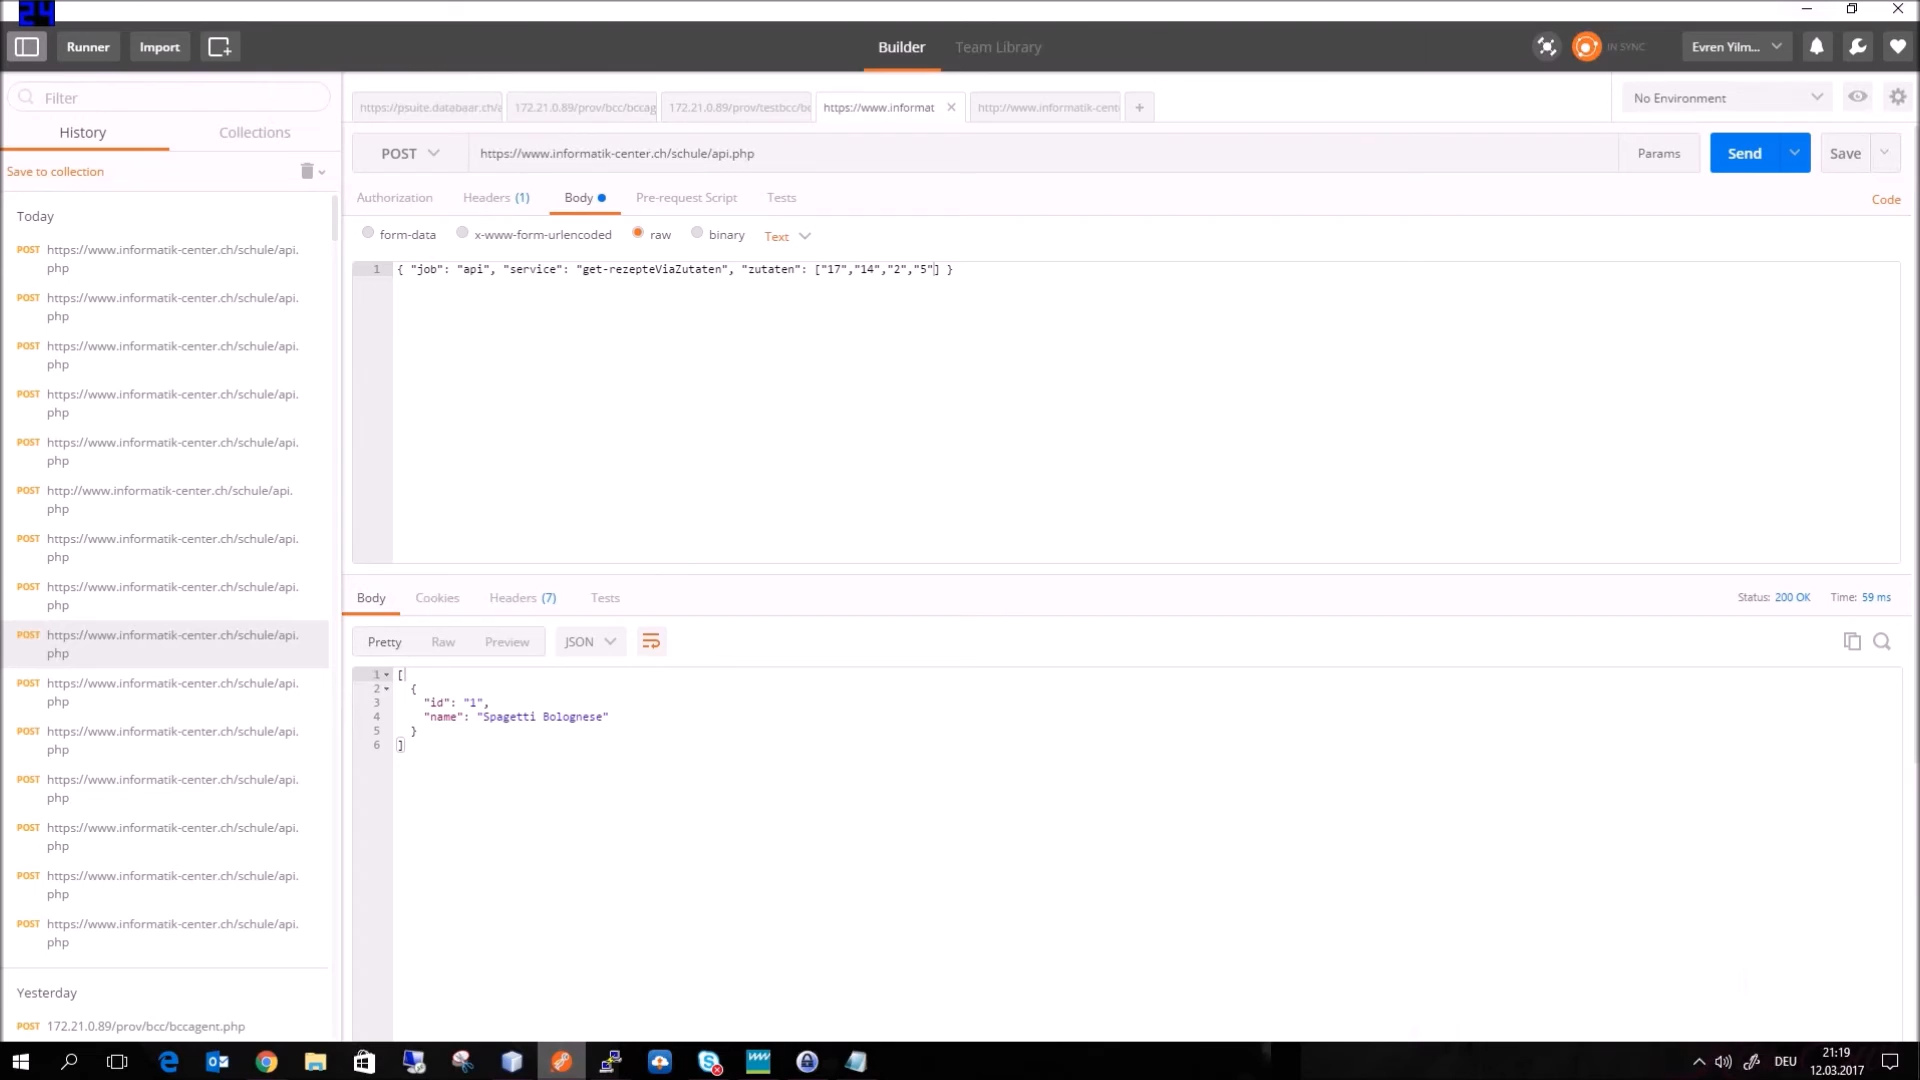 24
Runner
Import
Builder
Team Library
IN SYNC
Evren Yilm...
Filter
History
Collections
Save to collection
Today
POST https://www.informatik-center.ch/schule/api.
php
POST https://www.informatik-center.ch/schule/api.
php
POST https://www.informatik-center.ch/schule/api.
php
POST https://www.informatik-center.ch/schule/api.
php
POST https://www.informatik-center.ch/schule/api.
php
POST http://www.informatik-center.ch/schule/api.
php
POST https://www.informatik-center.ch/schule/api.
php
POST https://www.informatik-center.ch/schule/api.
php
POST https://www.informatik-center.ch/schule/api.
php
POST https://www.informatik-center.ch/schule/api.
php
POST https://www.informatik-center.ch/schule/api.
php
POST https://www.informatik-center.ch/schule/api.
php
POST https://www.informatik-center.ch/schule/api.
php
POST https://www.informatik-center.ch/schule/api.
php
POST https://www.informatik-center.ch/schule/api.
php
Yesterday
POST 172.21.0.89/prov/bcc/bccagent.php
https://psuite.databaar.ch/a
172.21.0.89/prov/bcc/bccag
172.21.0.89/prov/testbcc/bc
https://www.informat
http://www.informatik-cent
No Environment
POST
https://www.informatik-center.ch/schule/api.php
Params
Send
Save
Authorization
Headers (1)
Body
Pre-request Script
Tests
Code
form-data
x-www-form-urlencoded
raw
binary
Text
1 { "job": "api", "service": "get-rezepteViaZutaten", "zutaten": ["17","14","2","5"] }
Body
Cookies
Headers (7)
Tests
Status: 200 OK
Time: 59 ms
Pretty
Raw
Preview
JSON
1 [
2 {
3 "id": "1",
4 "name": "Spagetti Bolognese"
5 }
6 ]
DEU
21:19
12.03.2017